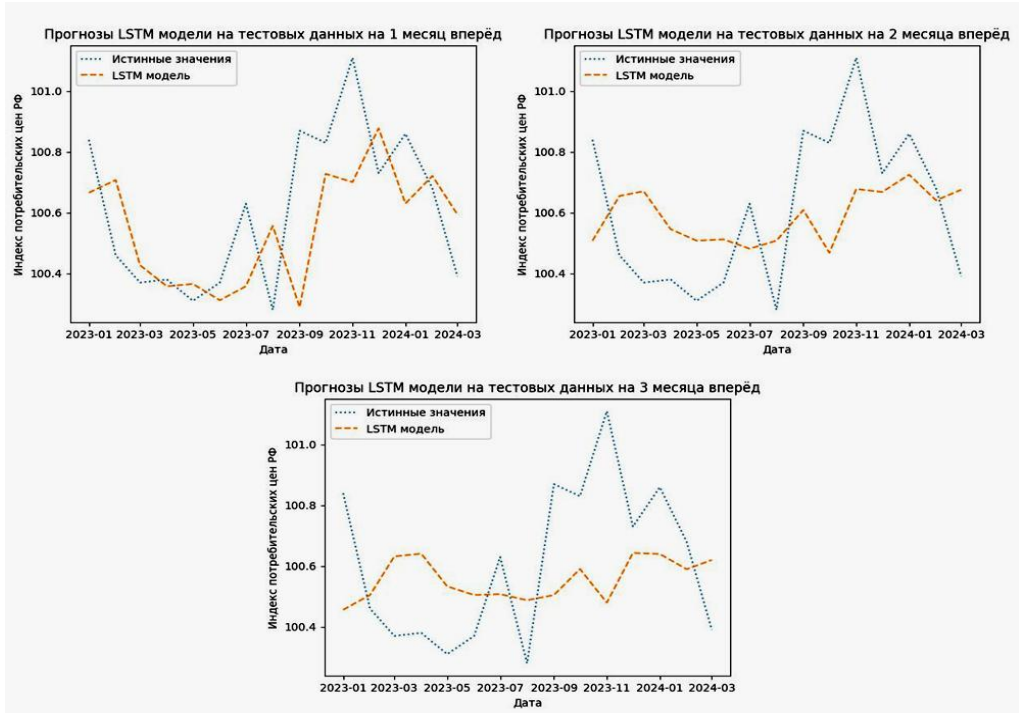 Прогнозы LSTM модели на тестовых данных на 1 месяц вперёд
Истинные значения
LSTM модель
Индекс потребительских цен РФ
101.0
100.8
100.6
100.4
2023-01 2023-03 2023-05 2023-07 2023-09 2023-11 2024-01 2024-03
Дата
Прогнозы LSTM модели на тестовых данных на 2 месяца вперёд
Истинные значения
LSTM модель
Индекс потребительских цен РФ
101.0
100.8
100.6
100.4
2023-01 2023-03 2023-05 2023-07 2023-09 2023-11 2024-01 2024-03
Дата
Прогнозы LSTM модели на тестовых данных на 3 месяца вперёд
Истинные значения
LSTM модель
Индекс потребительских цен РФ
101.0
100.8
100.6
100.4
2023-01 2023-03 2023-05 2023-07 2023-09 2023-11 2024-01 2024-03
Дата